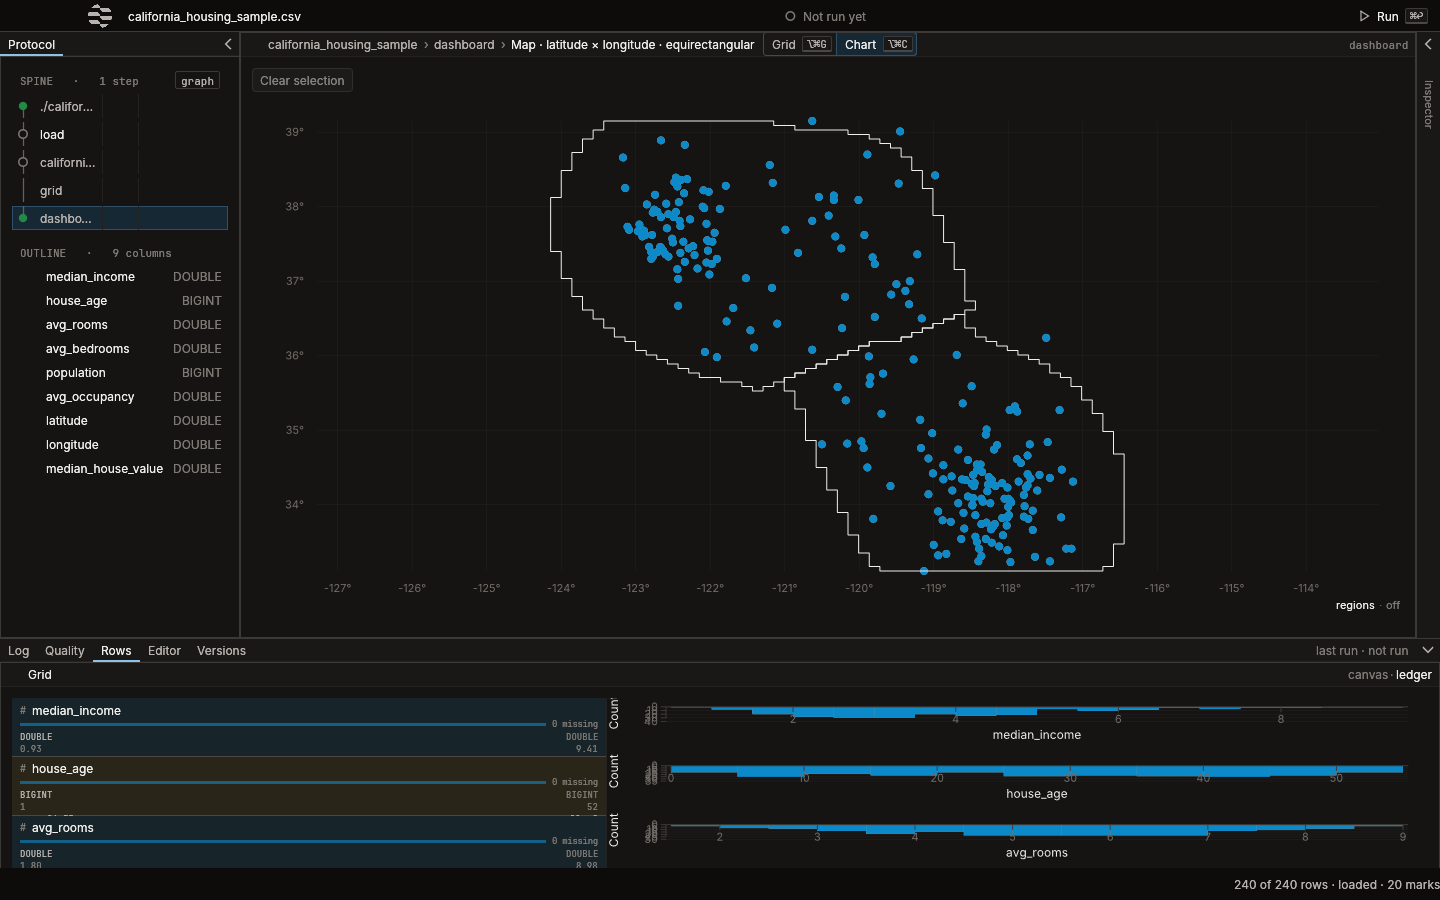 california_housing_sample.csv
Not run yet
Run ⌘⏎
Protocol
california_housing_sample › dashboard › Map · latitude × longitude · equirectangular
Grid ⌥⌘G
Chart ⌥⌘C
dashboard
Inspector
SPINE · 1 step
graph
./califor...
load
californi...
grid
dashbo...
OUTLINE · 9 columns
median_income DOUBLE
house_age BIGINT
avg_rooms DOUBLE
avg_bedrooms DOUBLE
population BIGINT
avg_occupancy DOUBLE
latitude DOUBLE
longitude DOUBLE
median_house_value DOUBLE
Clear selection
39°
38°
37°
36°
35°
34°
-127° -126° -125° -124° -123° -122° -121° -120° -119° -118° -117° -116° -115° -114°
regions · off
Log Quality Rows Editor Versions
last run · not run
Grid
canvas · ledger
# median_income
0 missing
DOUBLE DOUBLE
0.93 9.41
# house_age
0 missing
BIGINT BIGINT
1 52
# avg_rooms
0 missing
DOUBLE DOUBLE
1.80 8.98
Count
2 4 6 8
median_income
Count
0 10 20 30 40 50
house_age
Count
2 3 4 5 6 7 8 9
avg_rooms
240 of 240 rows · loaded · 20 marks